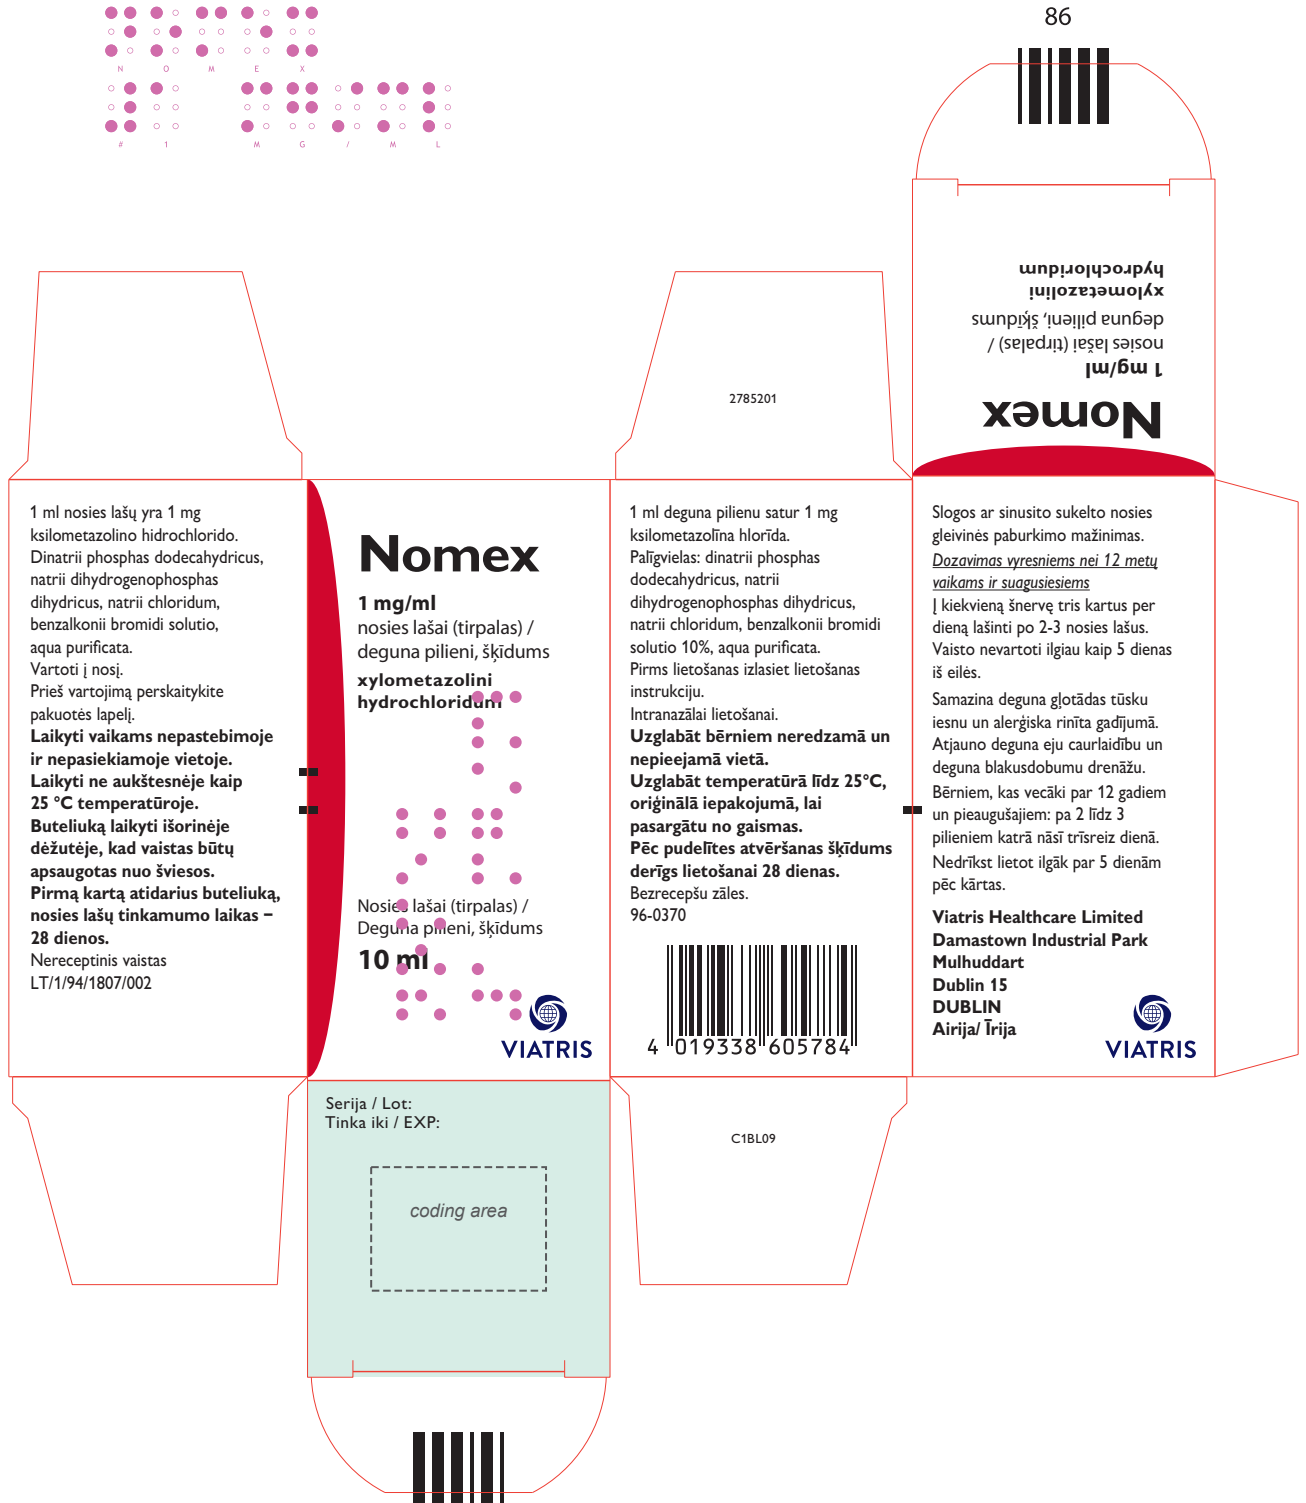 N O M E X
# 1 M G / M L
86
Nomex
1 mg/ml
nosies lašai (tirpalas) /
deguna pilieni, šķīdums
xylometazolini
hydrochloridum
2785201
1 ml nosies lašų yra 1 mg
ksilometazolino hidrochlorido.
Dinatrii phosphas dodecahydricus,
natrii dihydrogenophosphas
dihydricus, natrii chloridum,
benzalkonii bromidi solutio,
aqua purificata.
Vartoti į nosį.
Prieš vartojimą perskaitykite
pakuotės lapelį.
Laikyti vaikams nepastebimoje
ir nepasiekiamoje vietoje.
Laikyti ne aukštesnėje kaip
25 °C temperatūroje.
Buteliuką laikyti išorinėje
dėžutėje, kad vaistas būtų
apsaugotas nuo šviesos.
Pirmą kartą atidarius buteliuką,
nosies lašų tinkamumo laikas –
28 dienos.
Nereceptinis vaistas
LT/1/94/1807/002
Nomex
1 mg/ml
nosies lašai (tirpalas) /
deguna pilieni, šķīdums
xylometazolini
hydrochloridum
Nosies lašai (tirpalas) /
Deguna pilieni, šķīdums
10 ml
VIATRIS
1 ml deguna pilienu satur 1 mg
ksilometazolīna hlorīda.
Palīgvielas: dinatrii phosphas
dodecahydricus, natrii
dihydrogenophosphas dihydricus,
natrii chloridum, benzalkonii bromidi
solutio 10%, aqua purificata.
Pirms lietošanas izlasiet lietošanas
instrukciju.
Intranazālai lietošanai.
Uzglabāt bērniem neredzamā un
nepieejamā vietā.
Uzglabāt temperatūrā līdz 25°C,
oriģinālā iepakojumā, lai
pasargātu no gaismas.
Pēc pudelītes atvēršanas šķīdums
derīgs lietošanai 28 dienas.
Bezrecepšu zāles.
96-0370
4 019338 605784
Slogos ar sinusito sukelto nosies
gleivinės paburkimo mažinimas.
Dozavimas vyresniems nei 12 metų
vaikams ir suagusiesiems
Į kiekvieną šnervę tris kartus per
dieną lašinti po 2-3 nosies lašus.
Vaisto nevartoti ilgiau kaip 5 dienas
iš eilės.
Samazina deguna gļotādas tūsku
iesnu un alerģiska rinīta gadījumā.
Atjauno deguna eju caurlaidību un
deguna blakusdobumu drenāžu.
Bērniem, kas vecāki par 12 gadiem
un pieaugušajiem: pa 2 līdz 3
pilieniem katrā nāsī trīsreiz dienā.
Nedrīkst lietot ilgāk par 5 dienām
pēc kārtas.
Viatris Healthcare Limited
Damastown Industrial Park
Mulhuddart
Dublin 15
DUBLIN
Airija/ Īrija
VIATRIS
Serija / Lot:
Tinka iki / EXP:
coding area
C1BL09